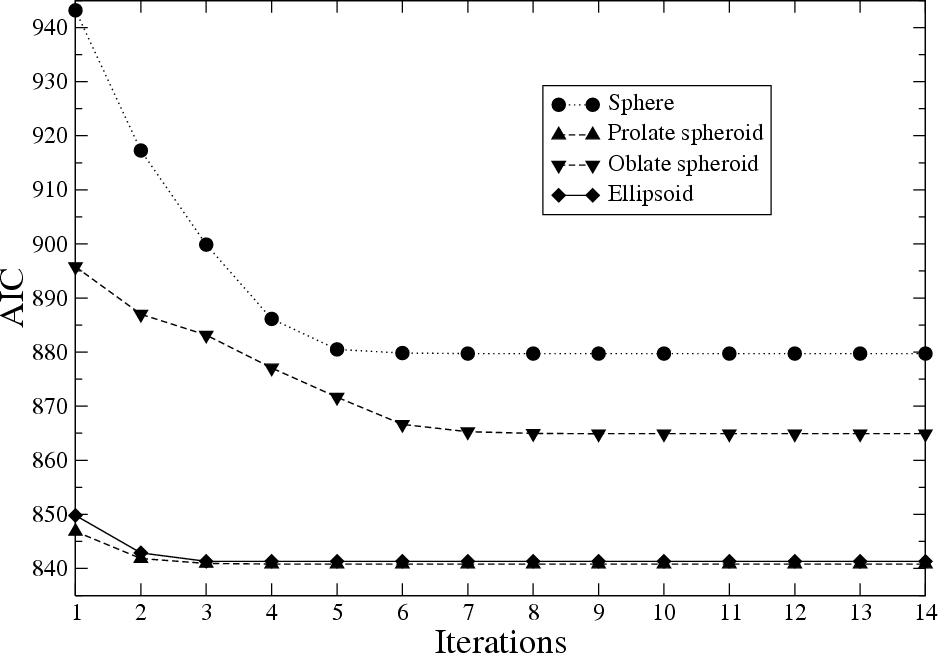 940
930
920
910
900
890
880
870
860
850
840
AIC
Sphere
Prolate spheroid
Oblate spheroid
Ellipsoid
1 2 3 4 5 6 7 8 9 10 11 12 13 14
Iterations